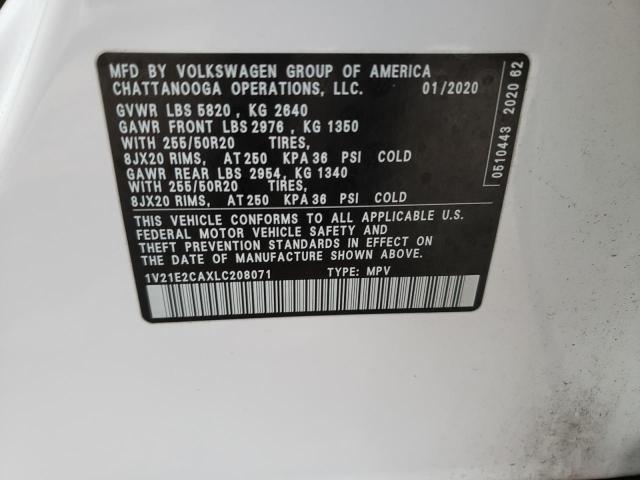 MFD BY VOLKSWAGEN GROUP OF AMERICA
CHATTANOOGA OPERATIONS, LLC. 01/2020
GVWR LBS 5820 , KG 2640
GAWR FRONT LBS 2976 , KG 1350
WITH 255/50R20 TIRES,
8JX20 RIMS, AT 250 KPA 36 PSI COLD
GAWR REAR LBS 2954, KG 1340
WITH 255/50R20 TIRES,
8JX20 RIMS, AT 250 KPA 36 PSI COLD
THIS VEHICLE CONFORMS TO ALL APPLICABLE U.S.
FEDERAL MOTOR VEHICLE SAFETY AND
THEFT PREVENTION STANDARDS IN EFFECT ON
THE DATE OF MANUFACTURE SHOWN ABOVE.
1V21E2CAXLC208071 TYPE: MPV
0510443 2020 62